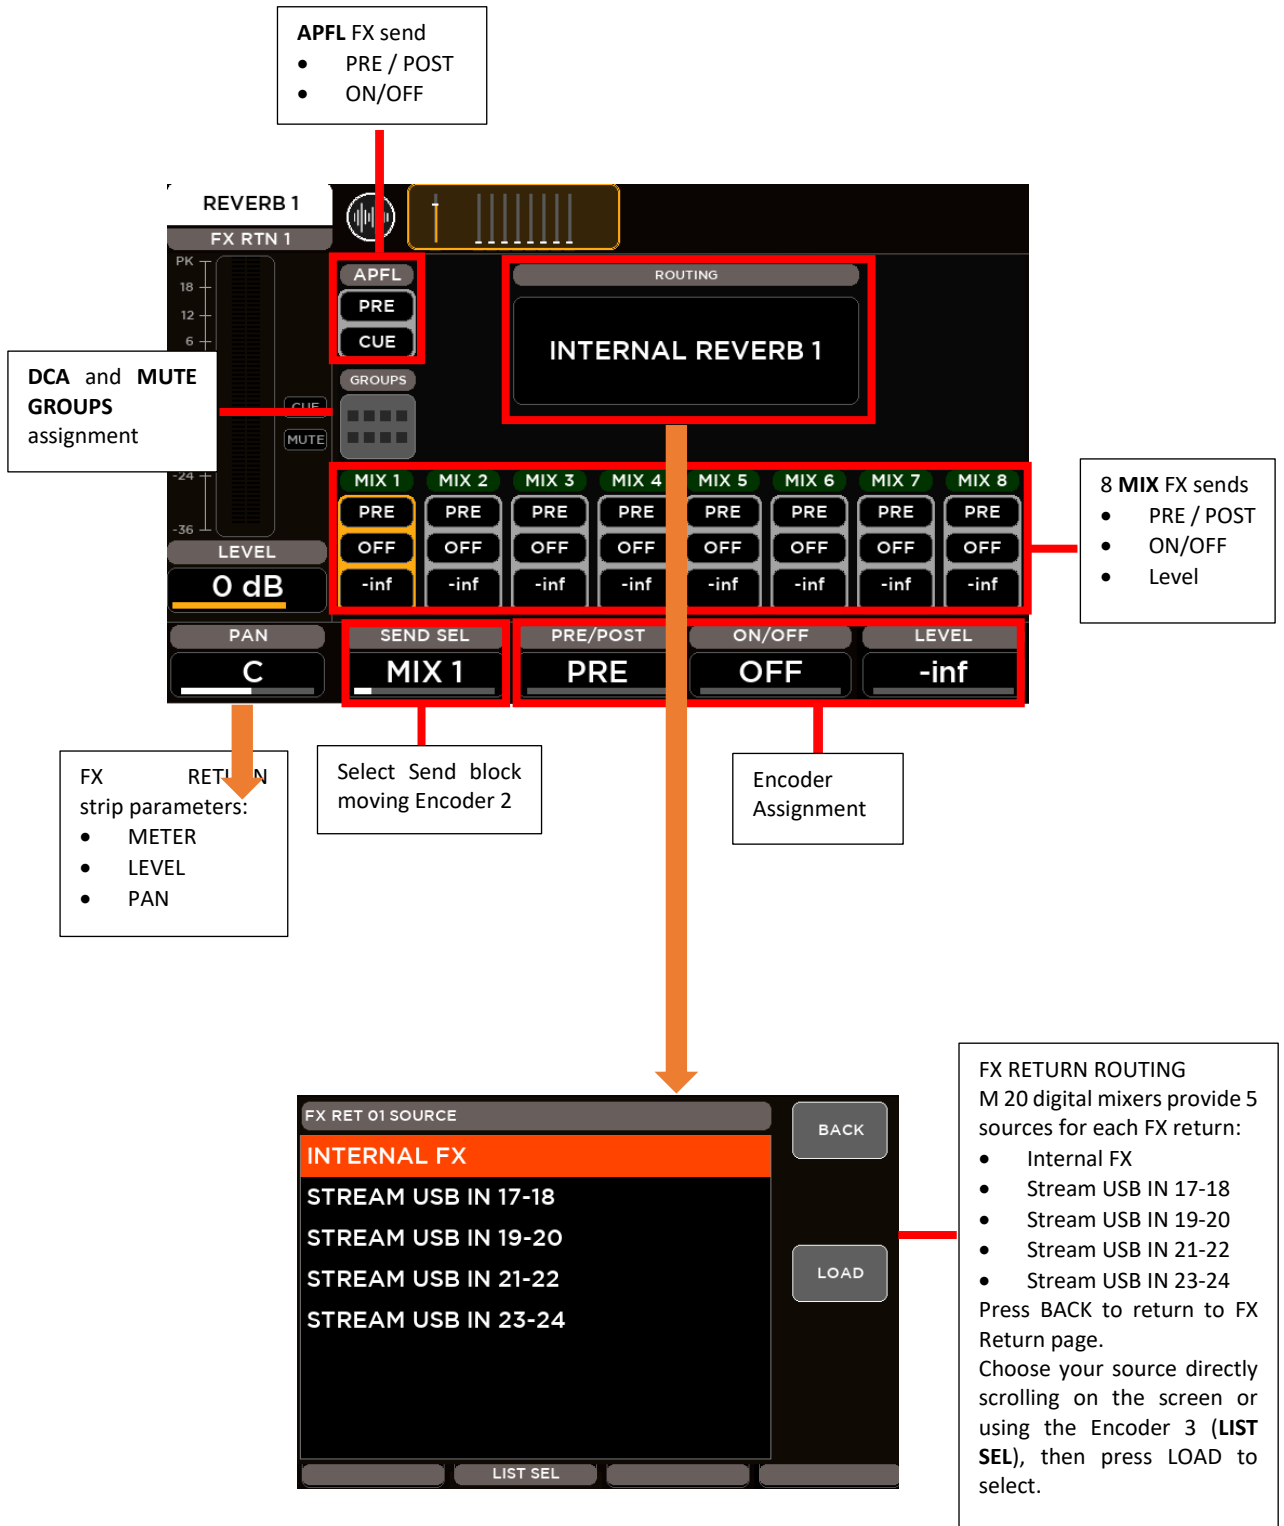 APFL FX send
• PRE / POST
• ON/OFF
REVERB 1
FX RTN 1
PK
18
12
6
-24
-36
CUE
MUTE
LEVEL
0 dB
PAN
C
APFL
PRE
CUE
GROUPS
ROUTING
INTERNAL REVERB 1
DCA and MUTE
GROUPS
assignment
MIX 1 MIX 2 MIX 3 MIX 4 MIX 5 MIX 6 MIX 7 MIX 8
PRE PRE PRE PRE PRE PRE PRE PRE
OFF OFF OFF OFF OFF OFF OFF OFF
-inf -inf -inf -inf -inf -inf -inf -inf
SEND SEL PRE/POST ON/OFF LEVEL
MIX 1 PRE OFF -inf
8 MIX FX sends
• PRE / POST
• ON/OFF
• Level
FX RETURN
strip parameters:
• METER
• LEVEL
• PAN
Select Send block
moving Encoder 2
Encoder
Assignment
FX RET 01 SOURCE
INTERNAL FX
STREAM USB IN 17-18
STREAM USB IN 19-20
STREAM USB IN 21-22
STREAM USB IN 23-24
BACK
LOAD
LIST SEL
FX RETURN ROUTING
M 20 digital mixers provide 5
sources for each FX return:
• Internal FX
• Stream USB IN 17-18
• Stream USB IN 19-20
• Stream USB IN 21-22
• Stream USB IN 23-24
Press BACK to return to FX
Return page.
Choose your source directly
scrolling on the screen or
using the Encoder 3 (LIST
SEL), then press LOAD to
select.